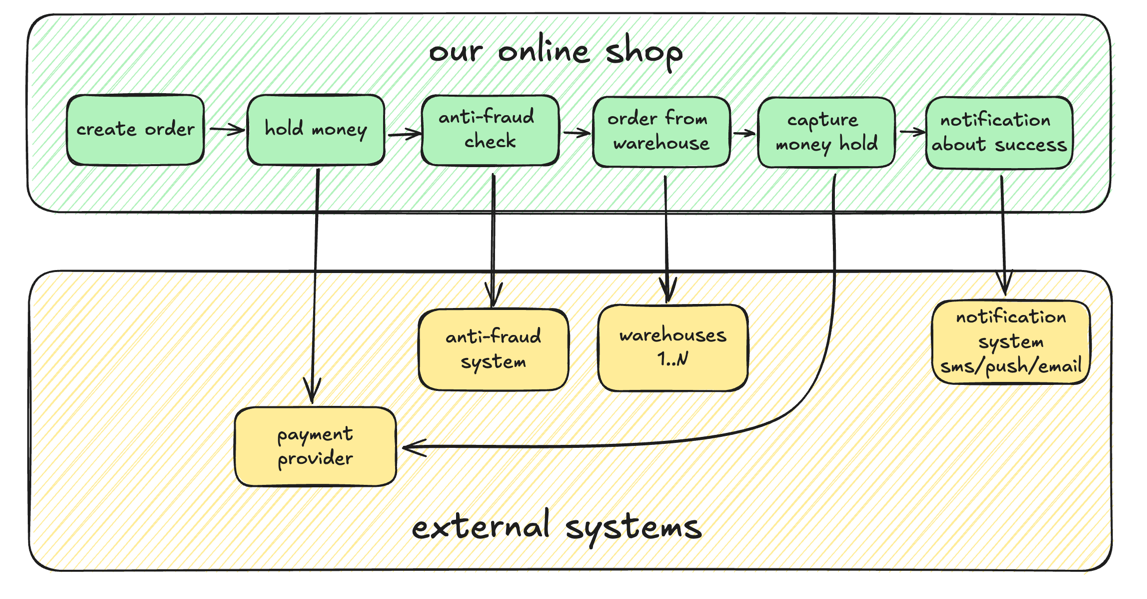 our online shop
create order
hold money
anti-fraud
check
order from
warehouse
capture
money hold
notification
about success
anti-fraud
system
warehouses
1..N
notification
system
sms/push/email
payment
provider
external systems